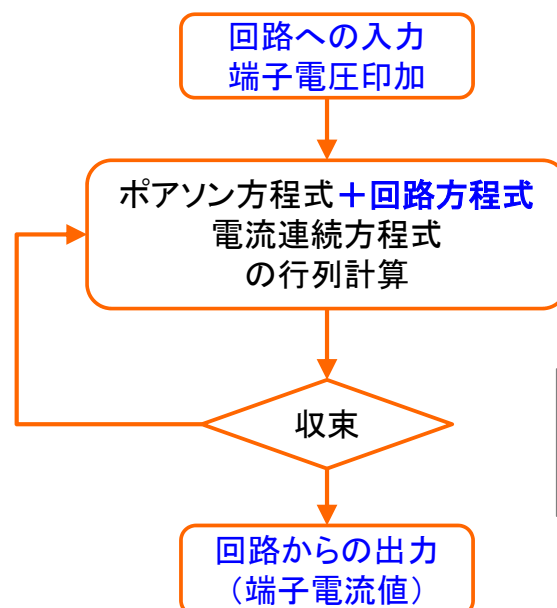 回路への入力
端子電圧印加
ポアソン方程式＋回路方程式
電流連続方程式
の行列計算
収束
回路からの出力
（端子電流値）